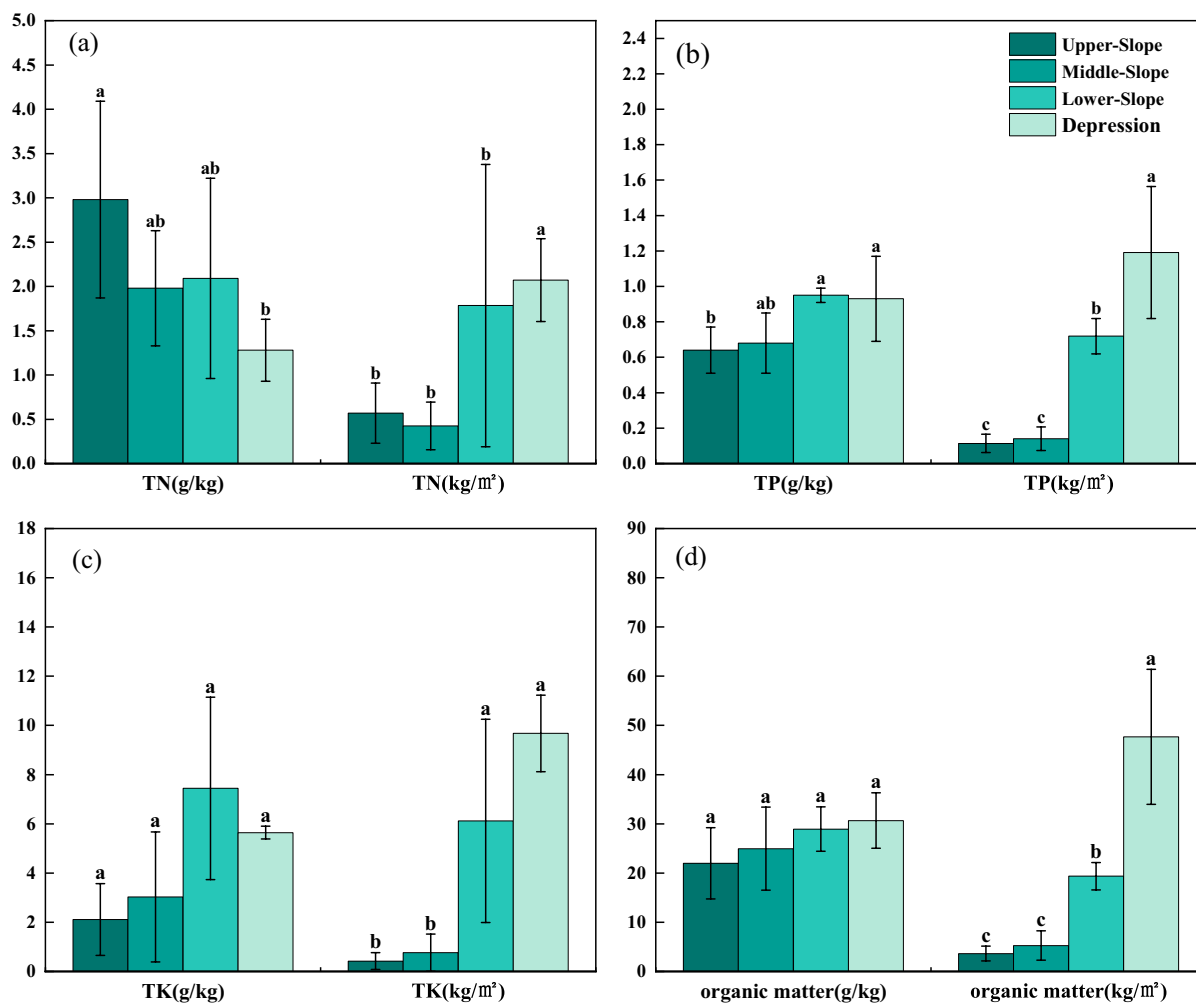 (a)
5.0
4.5
4.0
3.5
3.0
2.5
2.0
1.5
1.0
0.5
0.0
a
ab
ab
b
b
b
b
a
TN(g/kg)
TN(kg/m²)
(b)
Upper-Slope
Middle-Slope
Lower-Slope
Depression
2.4
2.2
2.0
1.8
1.6
1.4
1.2
1.0
0.8
0.6
0.4
0.2
0.0
b
ab
a
a
c
c
b
a
TP(g/kg)
TP(kg/m²)
(c)
18
16
14
12
10
8
6
4
2
0
a
a
a
a
b
b
a
a
TK(g/kg)
TK(kg/m²)
(d)
90
80
70
60
50
40
30
20
10
0
a
a
a
a
c
c
b
a
organic matter(g/kg)
organic matter(kg/m²)